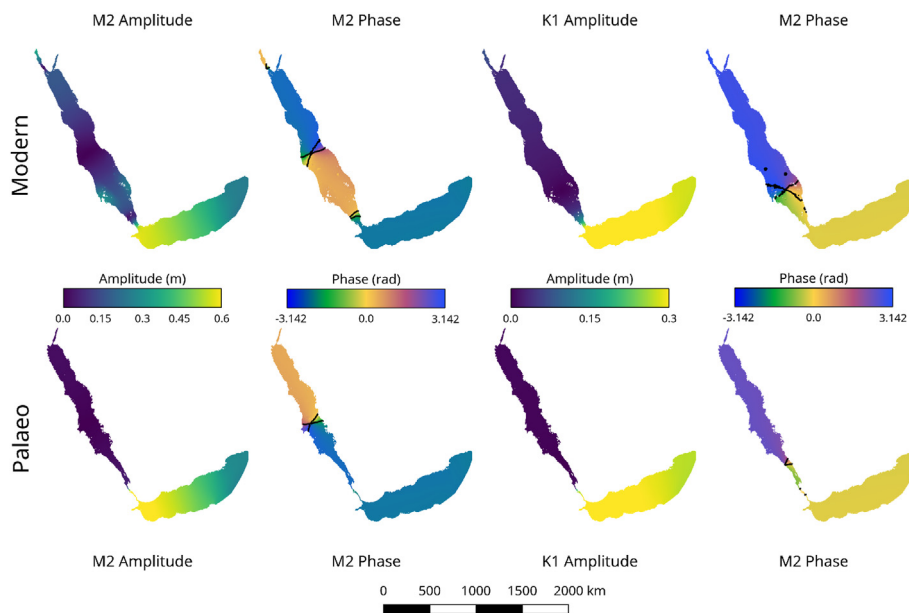 M2 Amplitude M2 Phase K1 Amplitude M2 Phase
Modern
Amplitude (m) Phase (rad) Amplitude (m) Phase (rad)
0.0 0.15 0.3 0.45 0.6 -3.142 0.0 3.142 0.0 0.15 0.3 -3.142 0.0 3.142
Palaeo
M2 Amplitude M2 Phase K1 Amplitude M2 Phase
0 500 1000 1500 2000 km